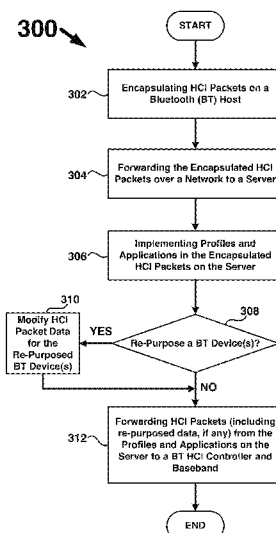 300
START
302
Encapsulating HCI Packets on a
Bluetooth (BT) Host
304
Forwarding the Encapsulated HCI
Packets over a Network to a Server
306
Implementing Profiles and
Applications in the Encapsulated
HCI Packets on the Server
308
Re-Purpose a BT Device(s)?
YES
310
Modify HCI
Packet Data
for the
Re-Purposed
BT Device(s)
NO
312
Forwarding HCI Packets (including
re-purposed data, if any) from the
Profiles and Applications on the
Server to a BT HCI Controller and
Baseband
END